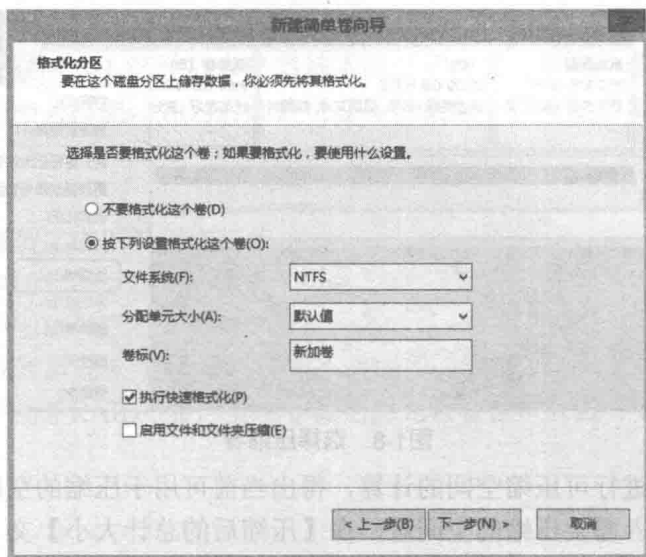 新建简单卷向导
格式化分区
要在这个磁盘分区上储存数据，你必须先将其格式化。
选择是否要格式化这个卷；如果要格式化，要使用什么设置。
不要格式化这个卷(D)
按下列设置格式化这个卷(O):
文件系统(F): NTFS
分配单元大小(A): 默认值
卷标(V): 新加卷
执行快速格式化(P)
启用文件和文件夹压缩(E)
< 上一步(B) 下一步(N) > 取消